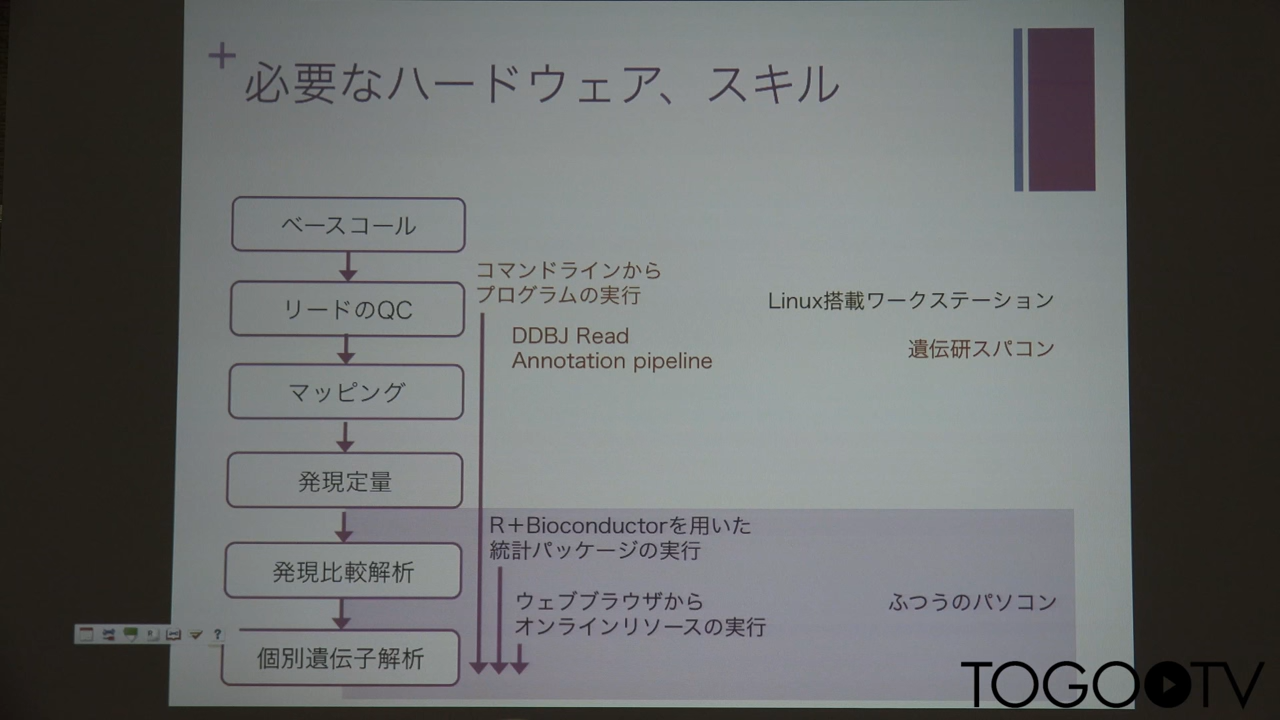 +
必要なハードウェア、スキル
ベースコール
リードのQC
マッピング
発現定量
発現比較解析
個別遺伝子解析
コマンドラインから
プログラムの実行
DDBJ Read
Annotation pipeline
Linux搭載ワークステーション
遺伝研スパコン
R＋Bioconductorを用いた
統計パッケージの実行
ウェブブラウザから
オンラインリソースの実行
ふつうのパソコン
?
TOGO TV